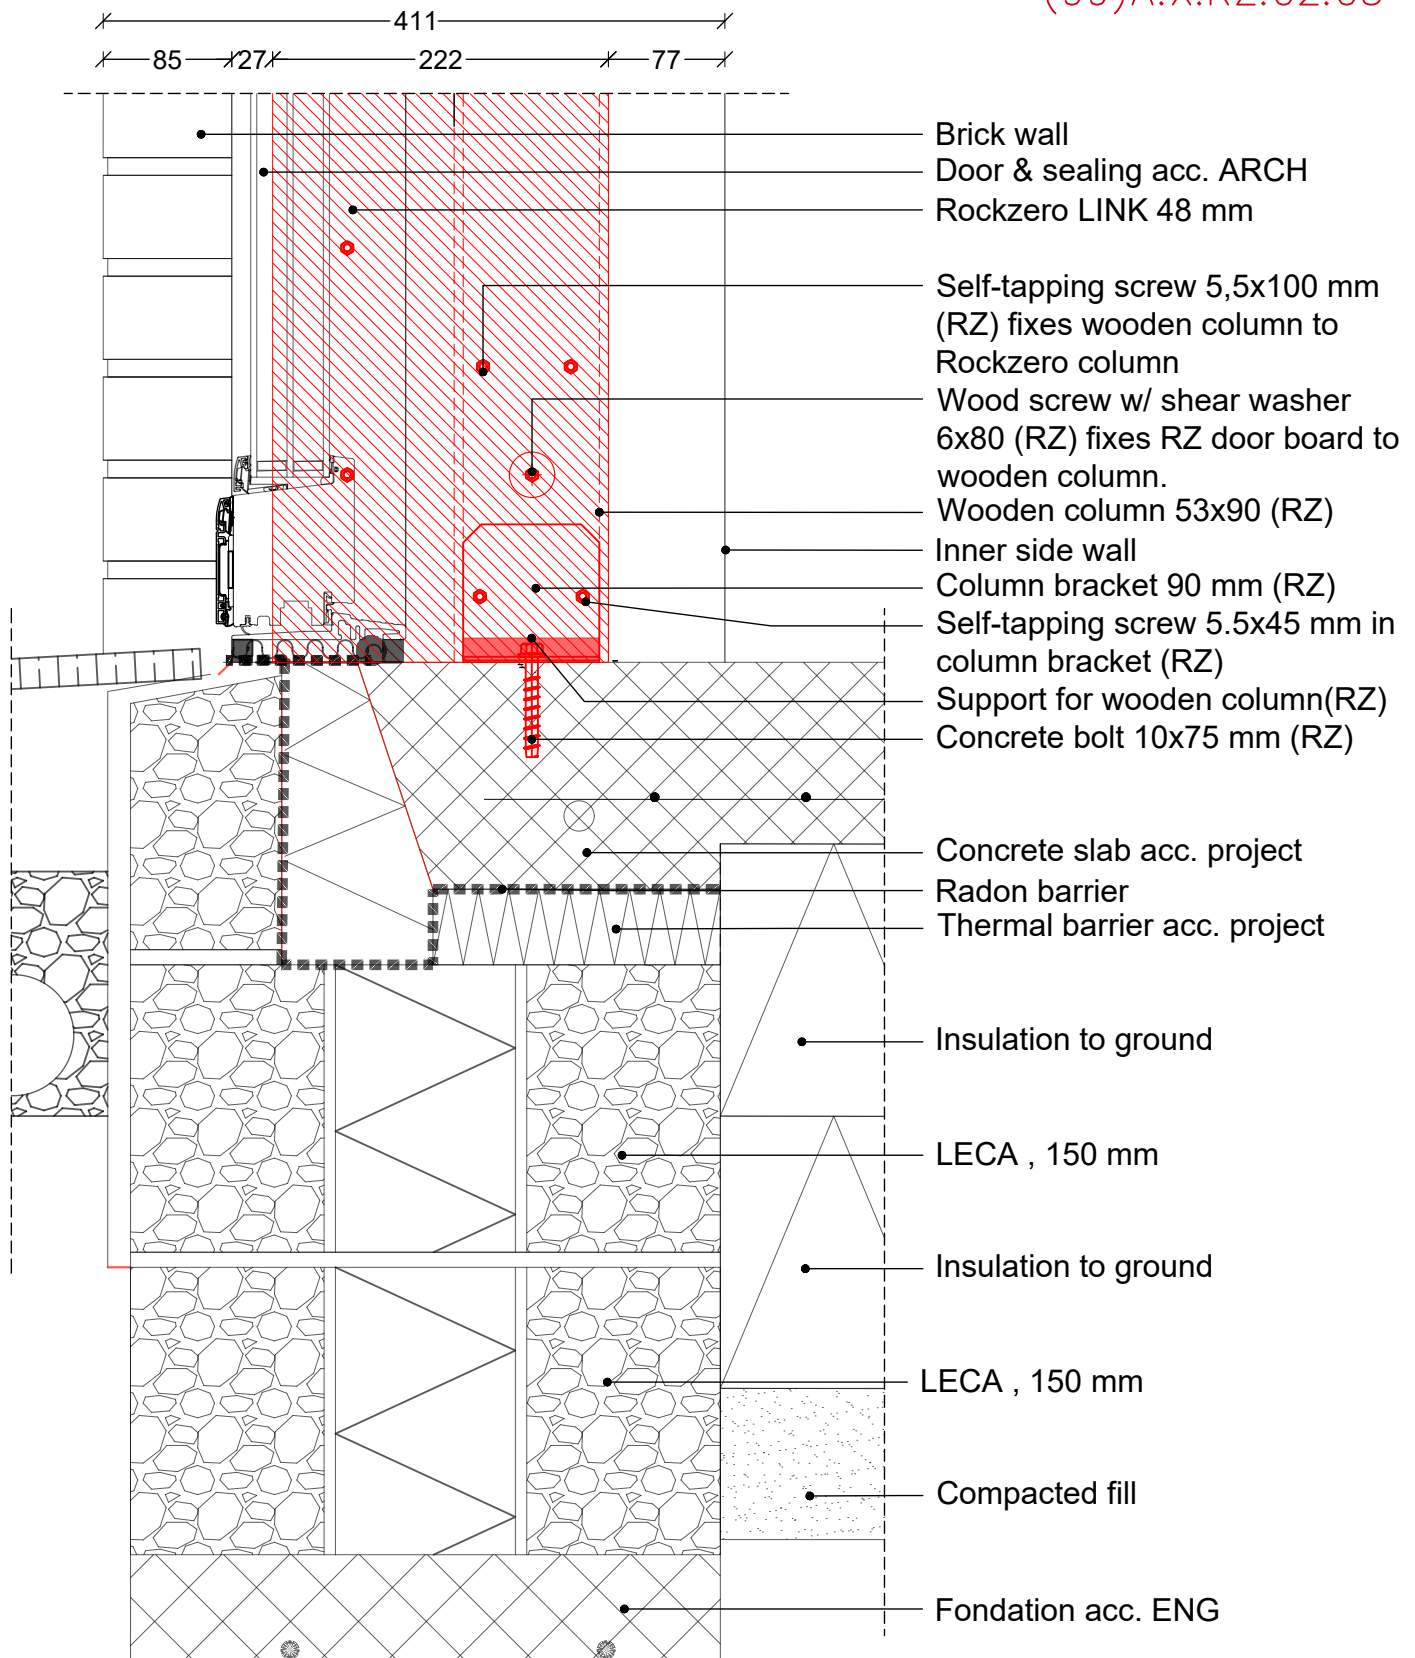 411
85 27 222 77
Brick wall
Door & sealing acc. ARCH
Rockzero LINK 48 mm
Self-tapping screw 5,5x100 mm
(RZ) fixes wooden column to
Rockzero column
Wood screw w/ shear washer
6x80 (RZ) fixes RZ door board to
wooden column.
Wooden column 53x90 (RZ)
Inner side wall
Column bracket 90 mm (RZ)
Self-tapping screw 5.5x45 mm in
column bracket (RZ)
Support for wooden column(RZ)
Concrete bolt 10x75 mm (RZ)
Concrete slab acc. project
Radon barrier
Thermal barrier acc. project
Insulation to ground
LECA , 150 mm
Insulation to ground
LECA , 150 mm
Compacted fill
Fondation acc. ENG